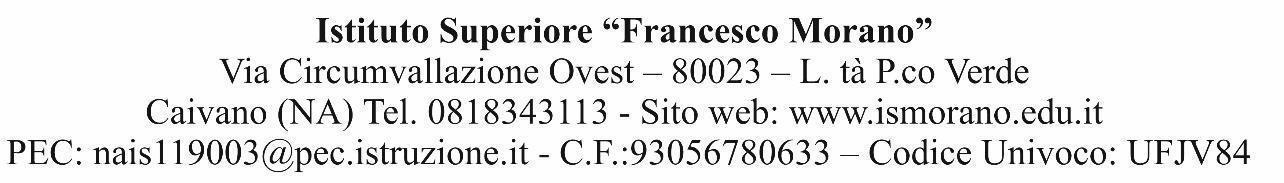 Istituto Superiore “Francesco Morano”
Via Circumvallazione Ovest – 80023 – L. tà P.co Verde
Caivano (NA) Tel. 0818343113 - Sito web: www.ismorano.edu.it
PEC: nais119003@pec.istruzione.it - C.F.:93056780633 – Codice Univoco: UFJV84